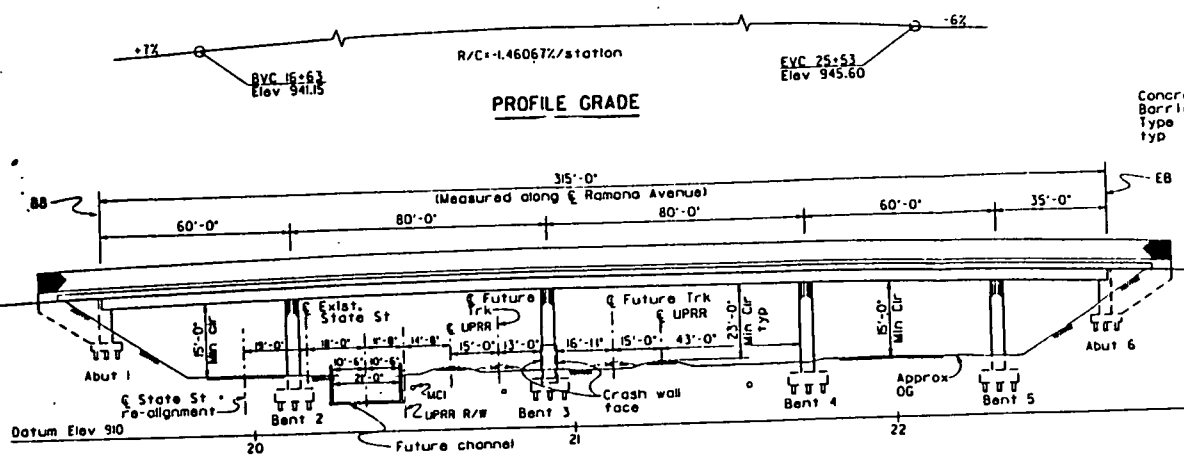 +7%
-6%
R/C=-1.46067%/station
BVC 16+63
Elev 941.15
EVC 25+53
Elev 945.60
PROFILE GRADE
Concre
Barrie
Type
typ
315'-0"
(Measured along ℄ Ramona Avenue)
BB
EB
60'-0" 80'-0" 80'-0" 60'-0" 35'-0"
15'-0"
Min Clr
℄ Exist.
State St
℄ Future
Trk
UPRR
℄ Future Trk
UPRR
23'-0"
Min Clr
typ
15'-0"
Min Clr
19'-0" 18'-0" 11'-8" 14'-8" 15'-0" 13'-0" 16'-11" 15'-0" 43'-0"
10'-6" 10'-6"
21'-0"
Abut 1
Abut 6
℄ State St
re-alignment
Bent 2
MCI
UPRR R/W
Bent 3
Crash wall
face
Bent 4
Approx
OG
Bent 5
Future channel
Datum Elev 910
20 21 22